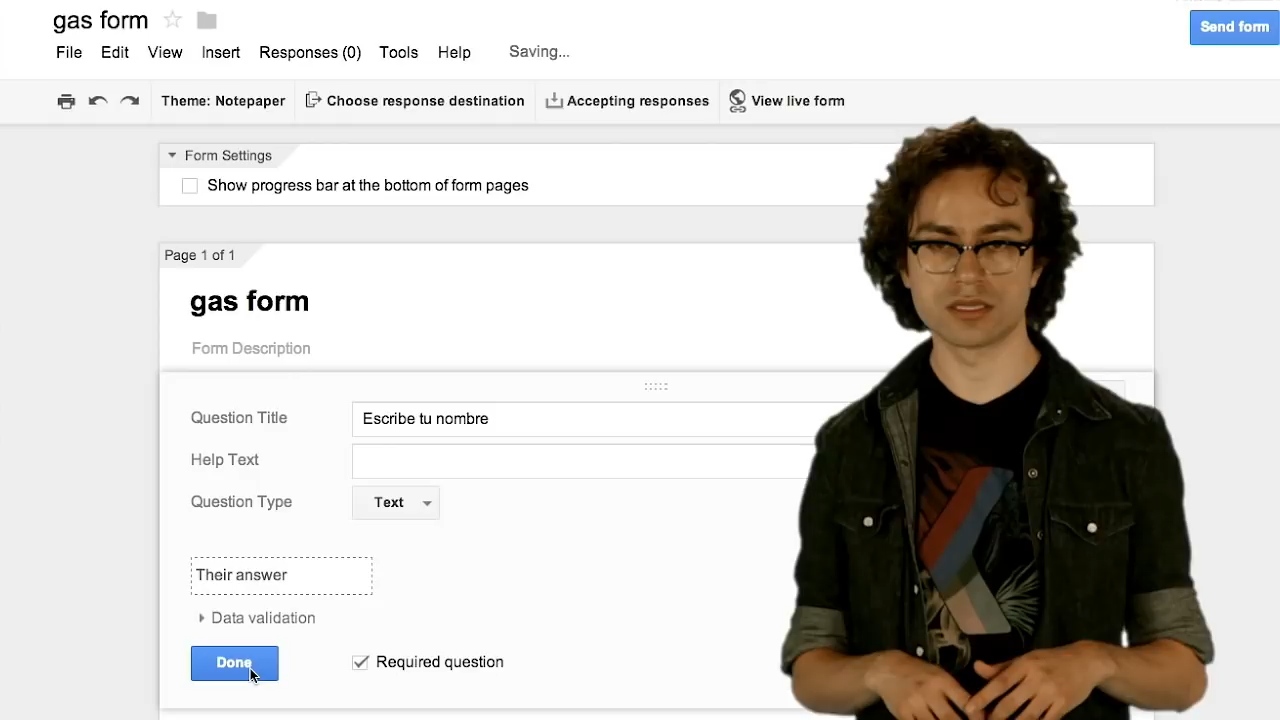 gas form
File Edit View Insert Responses (0) Tools Help Saving...
Send form
Theme: Notepaper Choose response destination Accepting responses View live form
Form Settings
Show progress bar at the bottom of form pages
Page 1 of 1
gas form
Form Description
Question Title Escribe tu nombre
Help Text
Question Type Text
Their answer
Data validation
Done Required question